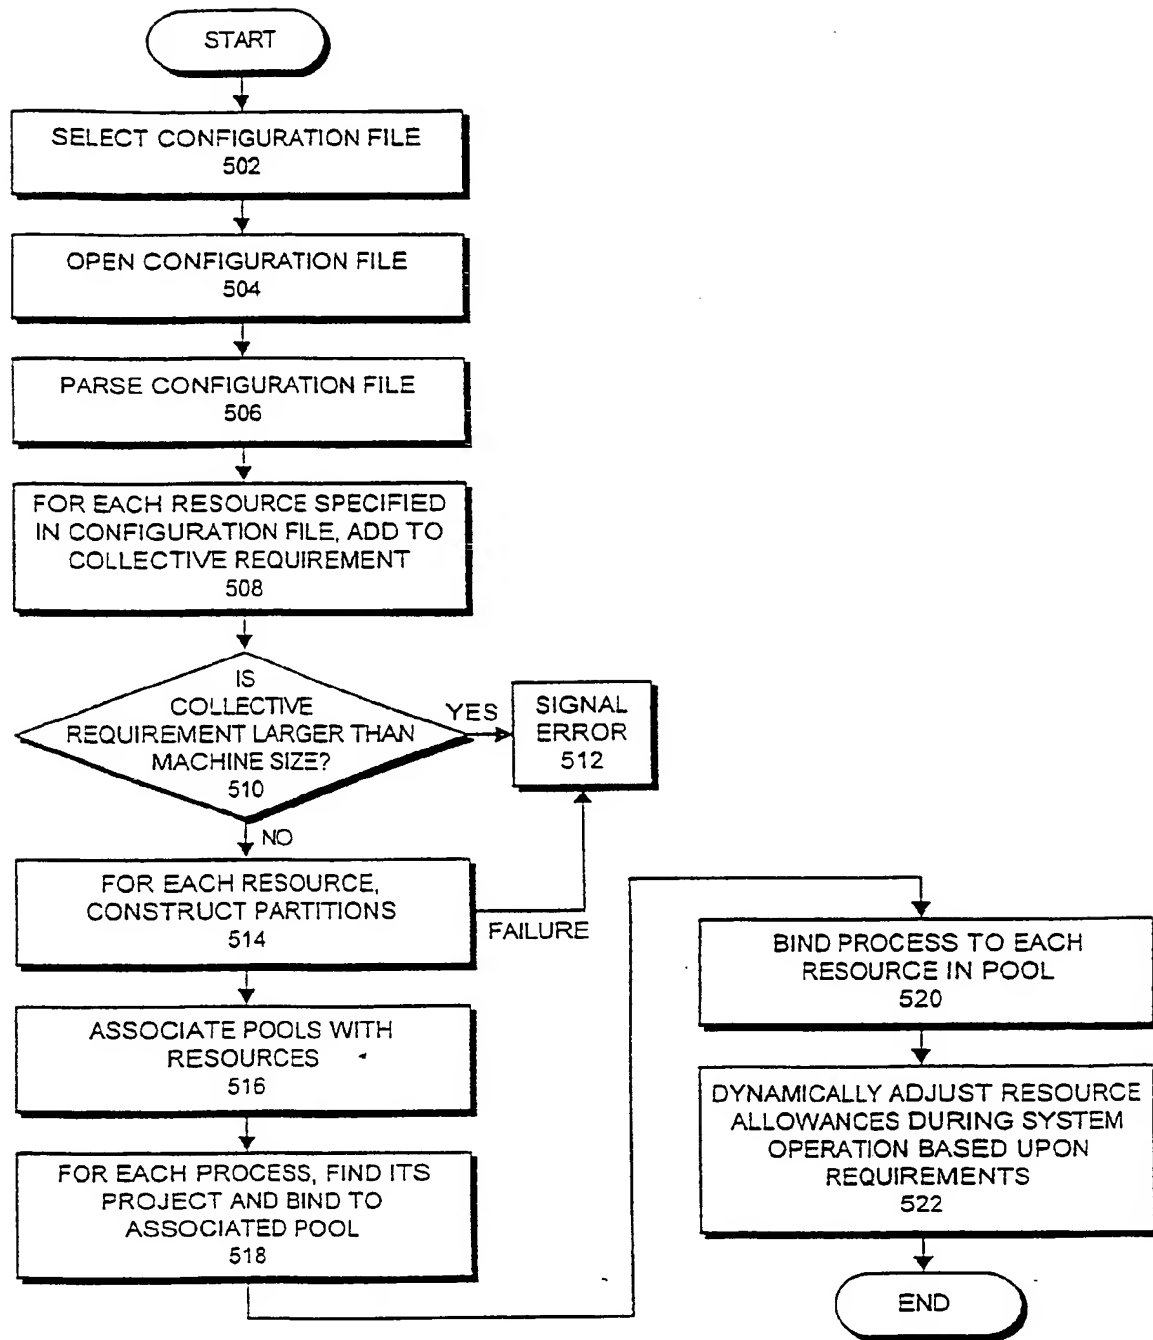 START
SELECT CONFIGURATION FILE
502
OPEN CONFIGURATION FILE
504
PARSE CONFIGURATION FILE
506
FOR EACH RESOURCE SPECIFIED
IN CONFIGURATION FILE, ADD TO
COLLECTIVE REQUIREMENT
508
IS
COLLECTIVE
REQUIREMENT LARGER THAN
MACHINE SIZE?
510
YES
SIGNAL
ERROR
512
NO
FOR EACH RESOURCE,
CONSTRUCT PARTITIONS
514
FAILURE
ASSOCIATE POOLS WITH
RESOURCES
516
FOR EACH PROCESS, FIND ITS
PROJECT AND BIND TO
ASSOCIATED POOL
518
BIND PROCESS TO EACH
RESOURCE IN POOL
520
DYNAMICALLY ADJUST RESOURCE
ALLOWANCES DURING SYSTEM
OPERATION BASED UPON
REQUIREMENTS
522
END